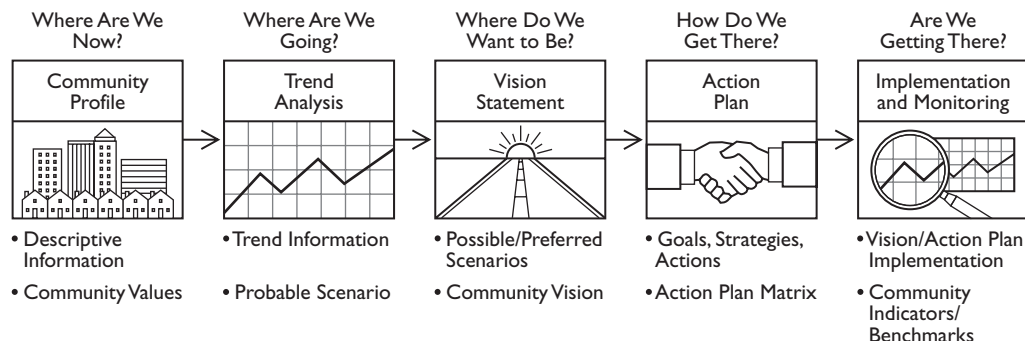 Where Are We
Now?
Community
Profile
• Descriptive
Information
• Community Values
Where Are We
Going?
Trend
Analysis
• Trend Information
• Probable Scenario
Where Do We
Want to Be?
Vision
Statement
• Possible/Preferred
Scenarios
• Community Vision
How Do We
Get There?
Action
Plan
• Goals, Strategies,
Actions
• Action Plan Matrix
Are We
Getting There?
Implementation
and Monitoring
• Vision/Action Plan
Implementation
• Community
Indicators/
Benchmarks